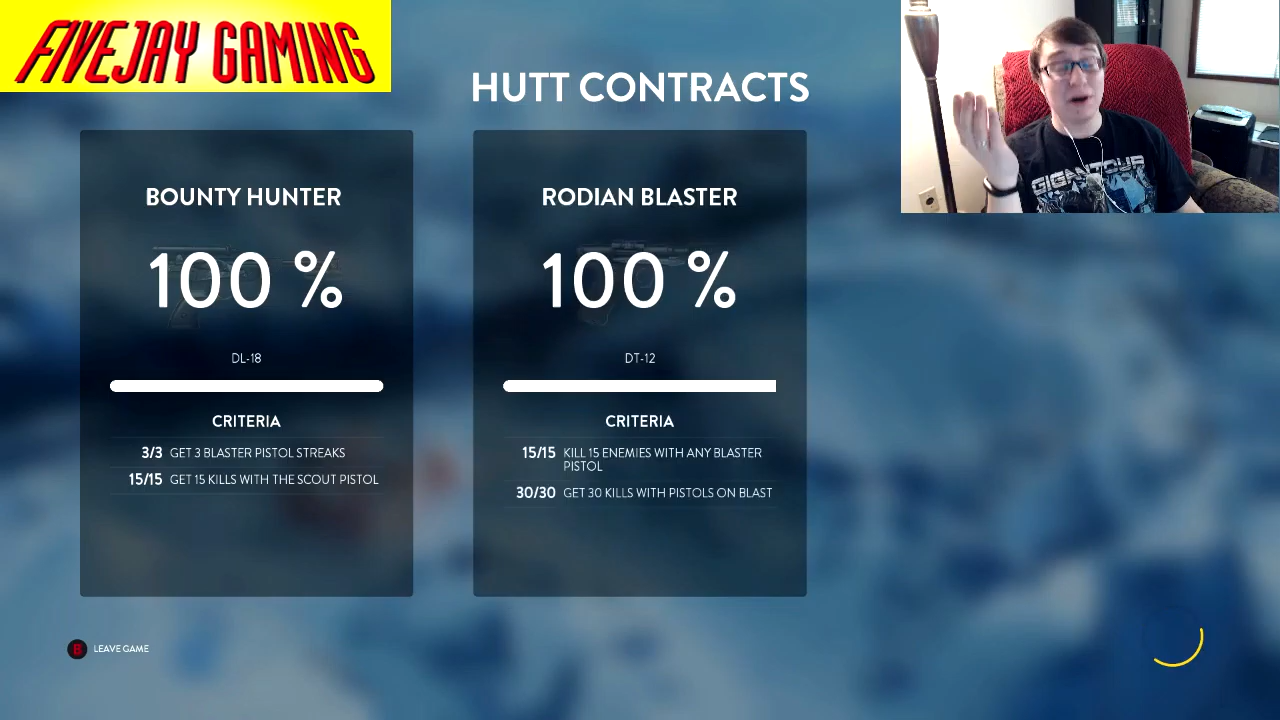 FIVEJAY GAMING
HUTT CONTRACTS
BOUNTY HUNTER
100 %
DL-18
CRITERIA
3/3 GET 3 BLASTER PISTOL STREAKS
15/15 GET 15 KILLS WITH THE SCOUT PISTOL
RODIAN BLASTER
100 %
DT-12
CRITERIA
15/15 KILL 15 ENEMIES WITH ANY BLASTER
PISTOL
30/30 GET 30 KILLS WITH PISTOLS ON BLAST
GIGANTOUR
B LEAVE GAME